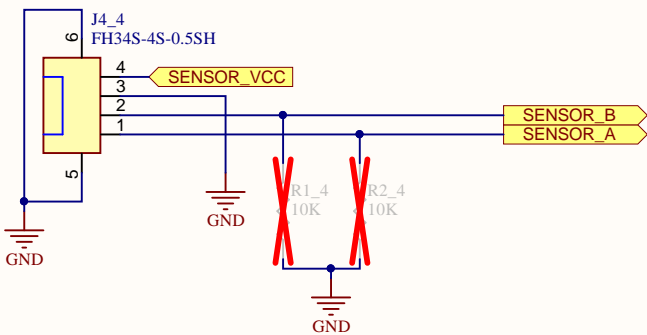 J4_4
FH34S-4S-0.5SH
6
4
SENSOR_VCC
3
2
SENSOR_B
1
SENSOR_A
5
R1_4
10K
R2_4
10K
GND
GND
GND